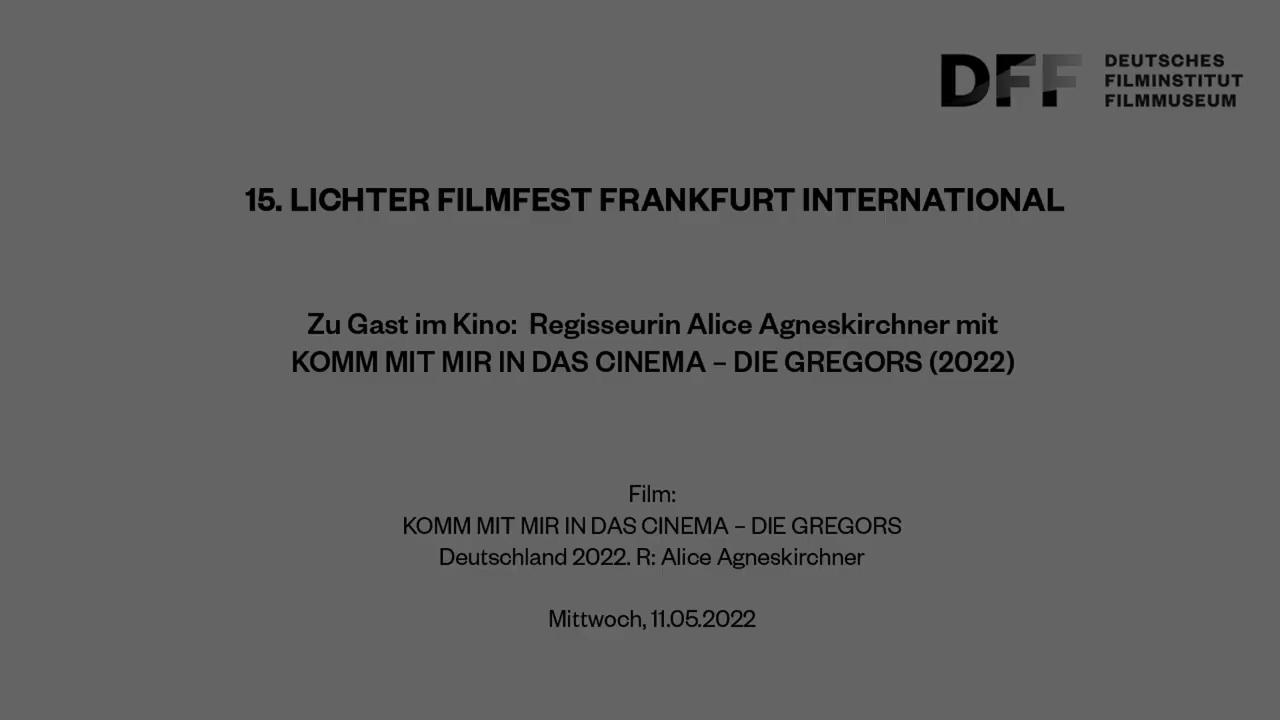 DFF DEUTSCHES
FILMINSTITUT
FILMMUSEUM
15. LICHTER FILMFEST FRANKFURT INTERNATIONAL
Zu Gast im Kino: Regisseurin Alice Agneskirchner mit
KOMM MIT MIR IN DAS CINEMA – DIE GREGORS (2022)
Film:
KOMM MIT MIR IN DAS CINEMA – DIE GREGORS
Deutschland 2022. R: Alice Agneskirchner
Mittwoch, 11.05.2022